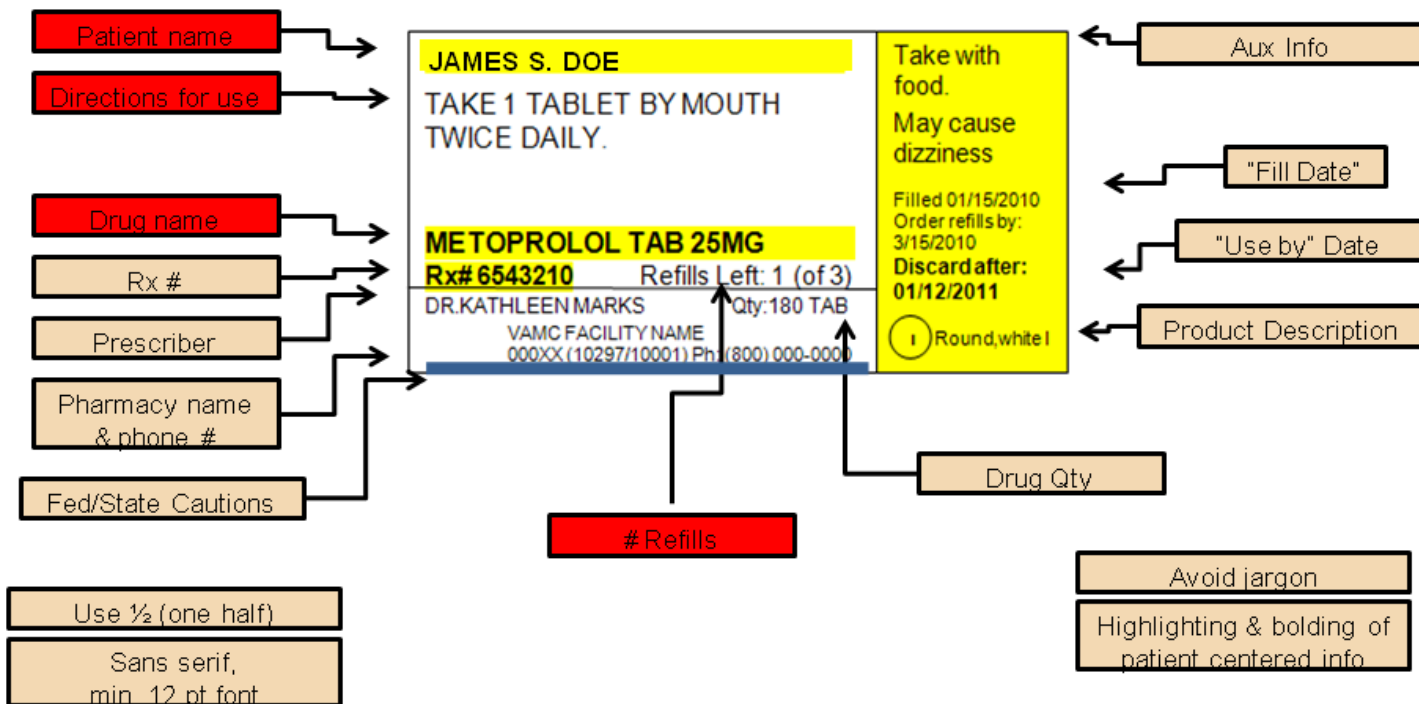 Patient name
Directions for use
Drug name
Rx #
Prescriber
Pharmacy name
& phone #
Fed/State Cautions
JAMES S. DOE
TAKE 1 TABLET BY MOUTH
TWICE DAILY.
METOPROLOL TAB 25MG
Rx# 6543210 Refills Left: 1 (of 3)
DR.KATHLEEN MARKS Qty:180 TAB
VAMC FACILITY NAME
000XX (10297/10001) Ph:(800) 000-0000
Take with
food.
May cause
dizziness
Filled 01/15/2010
Order refills by:
3/15/2010
Discard after:
01/12/2011
I Round,white I
Aux Info
"Fill Date"
"Use by" Date
Product Description
Drug Qty
# Refills
Use ½ (one half)
Sans serif,
min. 12 pt font
Avoid jargon
Highlighting & bolding of
patient centered info